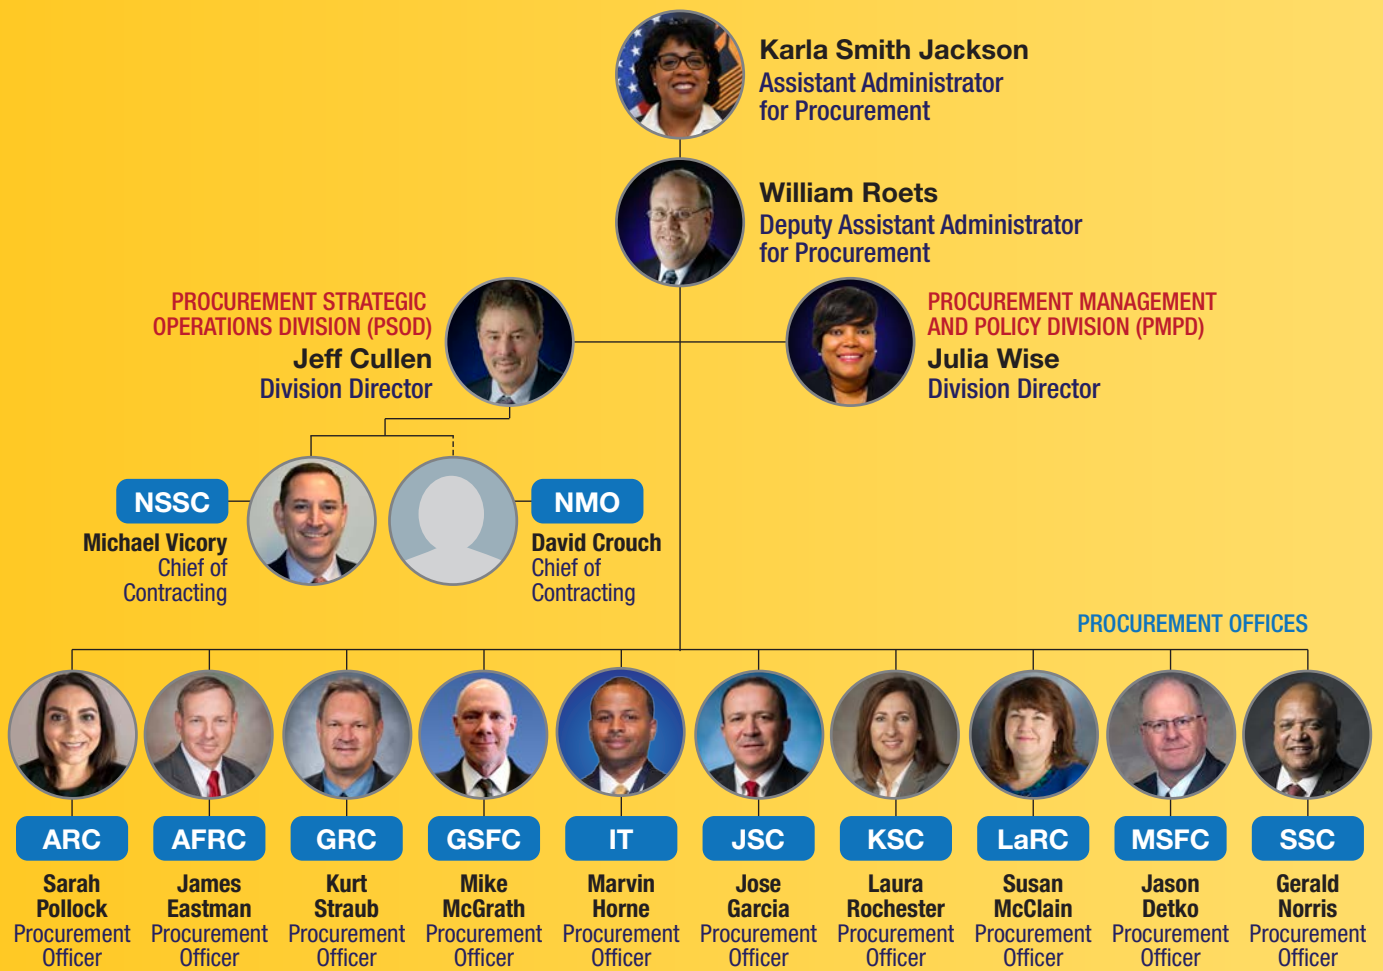 Karla Smith Jackson
Assistant Administrator
for Procurement
William Roets
Deputy Assistant Administrator
for Procurement
PROCUREMENT STRATEGIC
OPERATIONS DIVISION (PSOD)
Jeff Cullen
Division Director
PROCUREMENT MANAGEMENT
AND POLICY DIVISION (PMPD)
Julia Wise
Division Director
NSSC
Michael Vicory
Chief of
Contracting
NMO
David Crouch
Chief of
Contracting
PROCUREMENT OFFICES
ARC
Sarah
Pollock
Procurement
Officer
AFRC
James
Eastman
Procurement
Officer
GRC
Kurt
Straub
Procurement
Officer
GSFC
Mike
McGrath
Procurement
Officer
IT
Marvin
Horne
Procurement
Officer
JSC
Jose
Garcia
Procurement
Officer
KSC
Laura
Rochester
Procurement
Officer
LaRC
Susan
McClain
Procurement
Officer
MSFC
Jason
Detko
Procurement
Officer
SSC
Gerald
Norris
Procurement
Officer